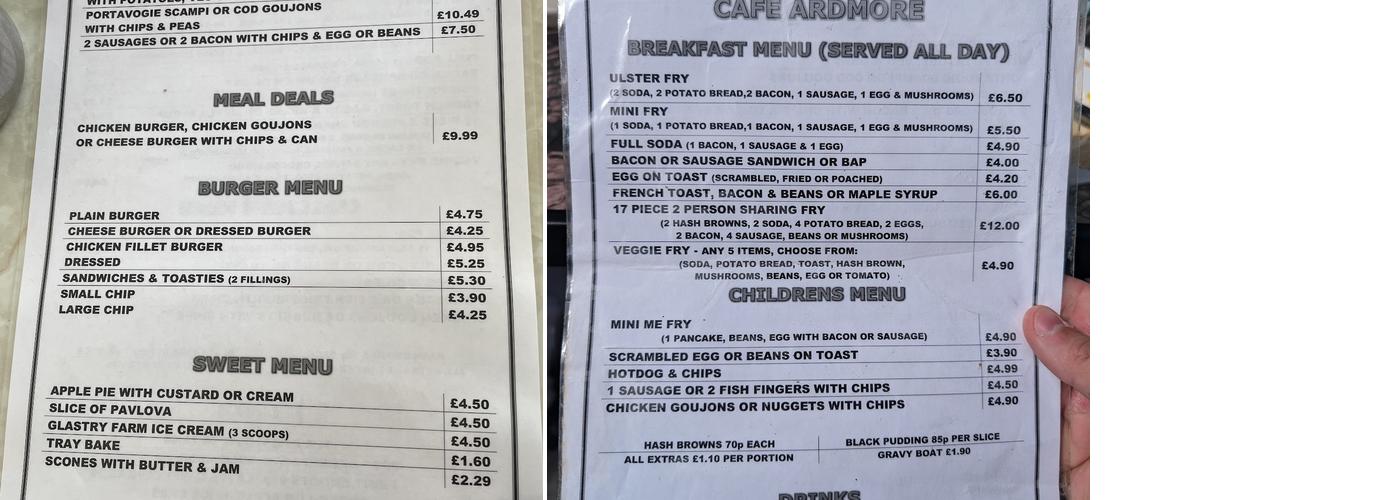 WITH POTATOES,
PORTAVOGIE SCAMPI OR COD GOUJONS
WITH CHIPS & PEAS £10.49
2 SAUSAGES OR 2 BACON WITH CHIPS & EGG OR BEANS £7.50
MEAL DEALS
CHICKEN BURGER, CHICKEN GOUJONS
OR CHEESE BURGER WITH CHIPS & CAN £9.99
BURGER MENU
PLAIN BURGER £4.75
CHEESE BURGER OR DRESSED BURGER £4.25
CHICKEN FILLET BURGER £4.95
DRESSED £5.25
SANDWICHES & TOASTIES (2 FILLINGS) £5.30
SMALL CHIP £3.90
LARGE CHIP £4.25
SWEET MENU
APPLE PIE WITH CUSTARD OR CREAM £4.50
SLICE OF PAVLOVA £4.50
GLASTRY FARM ICE CREAM (3 SCOOPS) £4.50
TRAY BAKE £1.60
SCONES WITH BUTTER & JAM £2.29
CAFE ARDMORE
BREAKFAST MENU (SERVED ALL DAY)
ULSTER FRY
(2 SODA, 2 POTATO BREAD,2 BACON, 1 SAUSAGE, 1 EGG & MUSHROOMS) £6.50
MINI FRY
(1 SODA, 1 POTATO BREAD,1 BACON, 1 SAUSAGE, 1 EGG & MUSHROOMS) £5.50
FULL SODA (1 BACON, 1 SAUSAGE & 1 EGG) £4.90
BACON OR SAUSAGE SANDWICH OR BAP £4.00
EGG ON TOAST (SCRAMBLED, FRIED OR POACHED) £4.20
FRENCH TOAST, BACON & BEANS OR MAPLE SYRUP £6.00
17 PIECE 2 PERSON SHARING FRY
(2 HASH BROWNS, 2 SODA, 4 POTATO BREAD, 2 EGGS, £12.00
2 BACON, 4 SAUSAGE, BEANS OR MUSHROOMS)
VEGGIE FRY - ANY 5 ITEMS, CHOOSE FROM:
(SODA, POTATO BREAD, TOAST, HASH BROWN, £4.90
MUSHROOMS, BEANS, EGG OR TOMATO)
CHILDRENS MENU
MINI ME FRY
(1 PANCAKE, BEANS, EGG WITH BACON OR SAUSAGE) £4.90
SCRAMBLED EGG OR BEANS ON TOAST £3.90
HOTDOG & CHIPS £4.99
1 SAUSAGE OR 2 FISH FINGERS WITH CHIPS £4.50
CHICKEN GOUJONS OR NUGGETS WITH CHIPS £4.90
HASH BROWNS 70p EACH
ALL EXTRAS £1.10 PER PORTION
BLACK PUDDING 85p PER SLICE
GRAVY BOAT £1.90
DRINKS